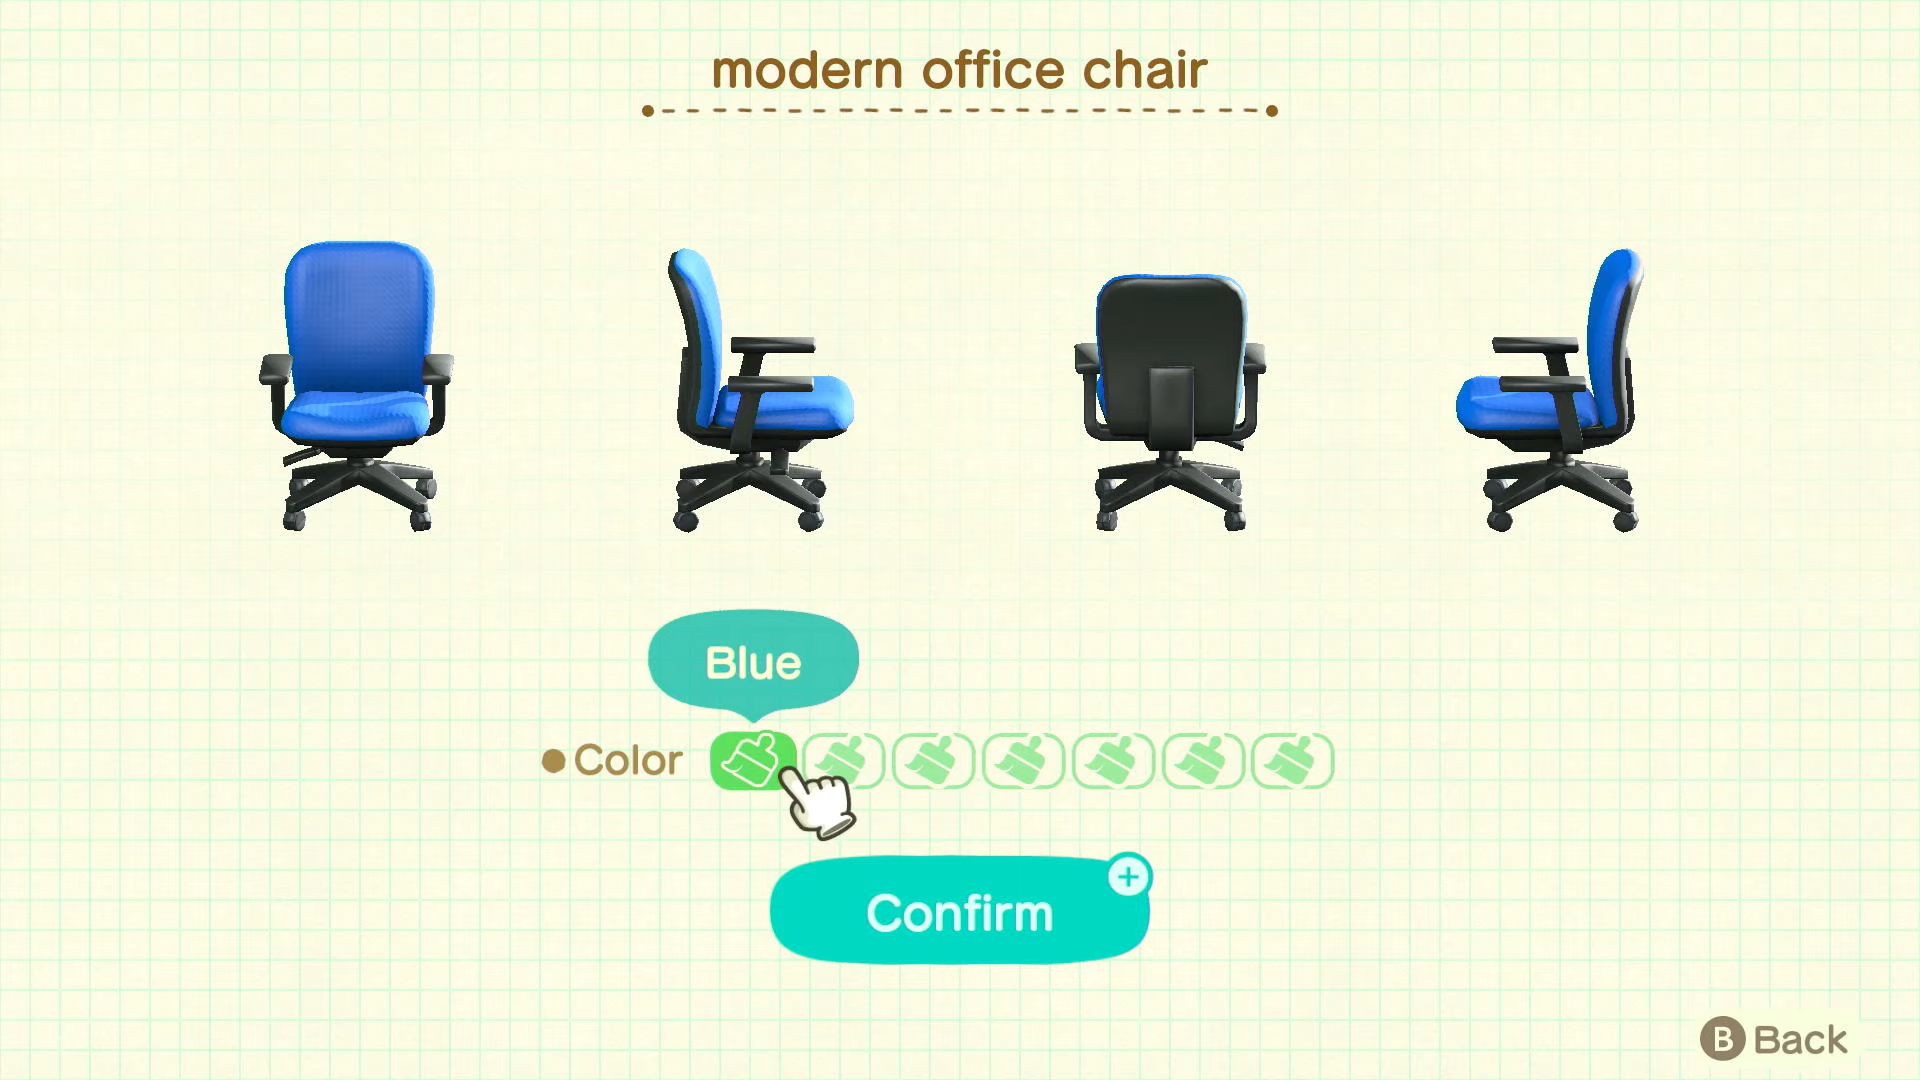 modern office chair
Blue
Color
Confirm
B Back